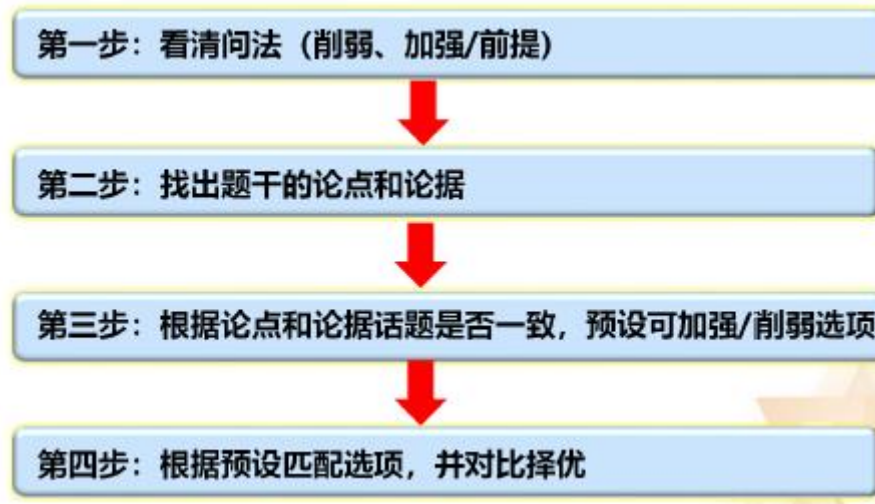 第一步：看清问法（削弱、加强/前提）
第二步：找出题干的论点和论据
第三步：根据论点和论据话题是否一致，预设可加强/削弱选项
第四步：根据预设匹配选项，并对比择优